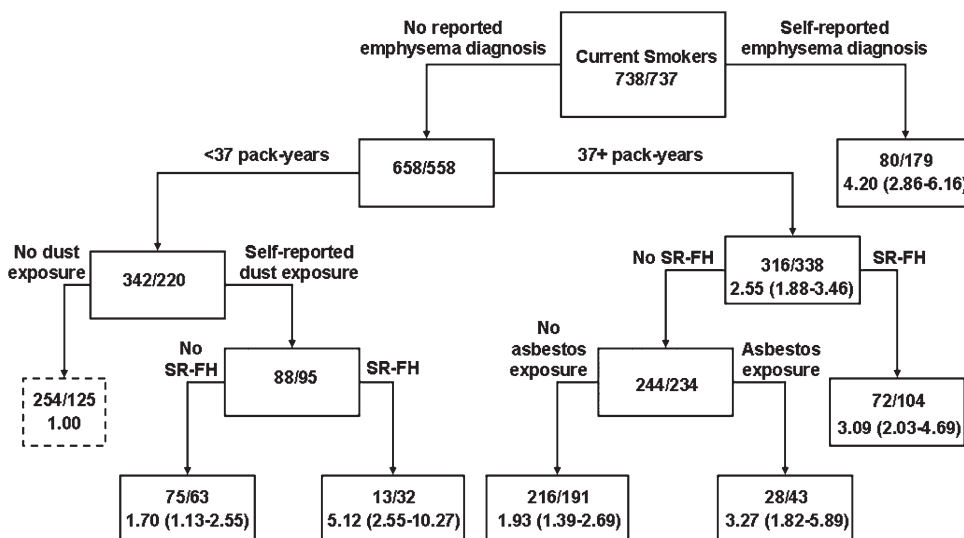 No reported
emphysema diagnosis
Current Smokers
738/737
Self-reported
emphysema diagnosis
<37 pack-years
658/558
37+ pack-years
80/179
4.20 (2.86-6.16)
No dust
exposure
342/220
Self-reported
dust exposure
No SR-FH
316/338
2.55 (1.88-3.46)
SR-FH
No
SR-FH
88/95
SR-FH
No
asbestos
exposure
244/234
Asbestos
exposure
254/125
1.00
72/104
3.09 (2.03-4.69)
75/63
1.70 (1.13-2.55)
13/32
5.12 (2.55-10.27)
216/191
1.93 (1.39-2.69)
28/43
3.27 (1.82-5.89)